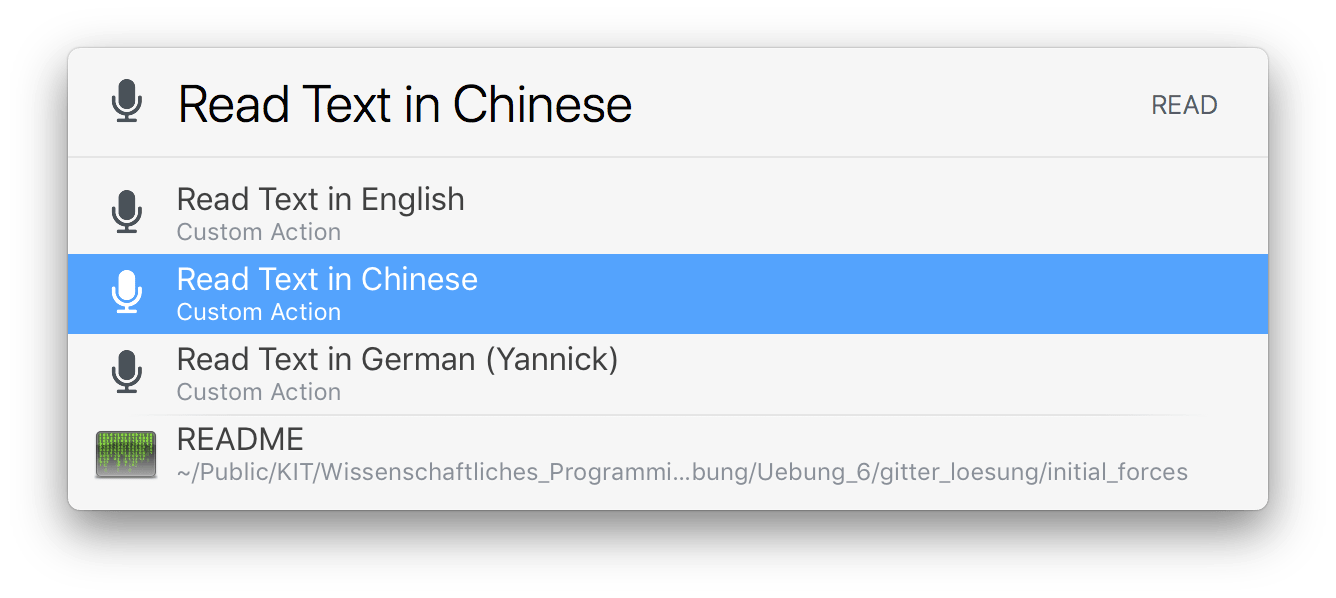 Read Text in Chinese
READ
Read Text in English
Custom Action
Read Text in Chinese
Custom Action
Read Text in German (Yannick)
Custom Action
README
~/Public/KIT/Wissenschaftliches_Programmi...bung/Uebung_6/gitter_loesung/initial_forces